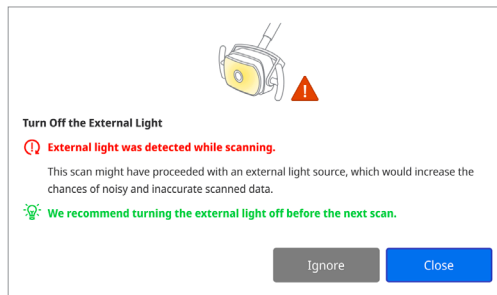 Turn Off the External Light
External light was detected while scanning.
This scan might have proceeded with an external light source, which would increase the
chances of noisy and inaccurate scanned data.
We recommend turning the external light off before the next scan.
Ignore
Close